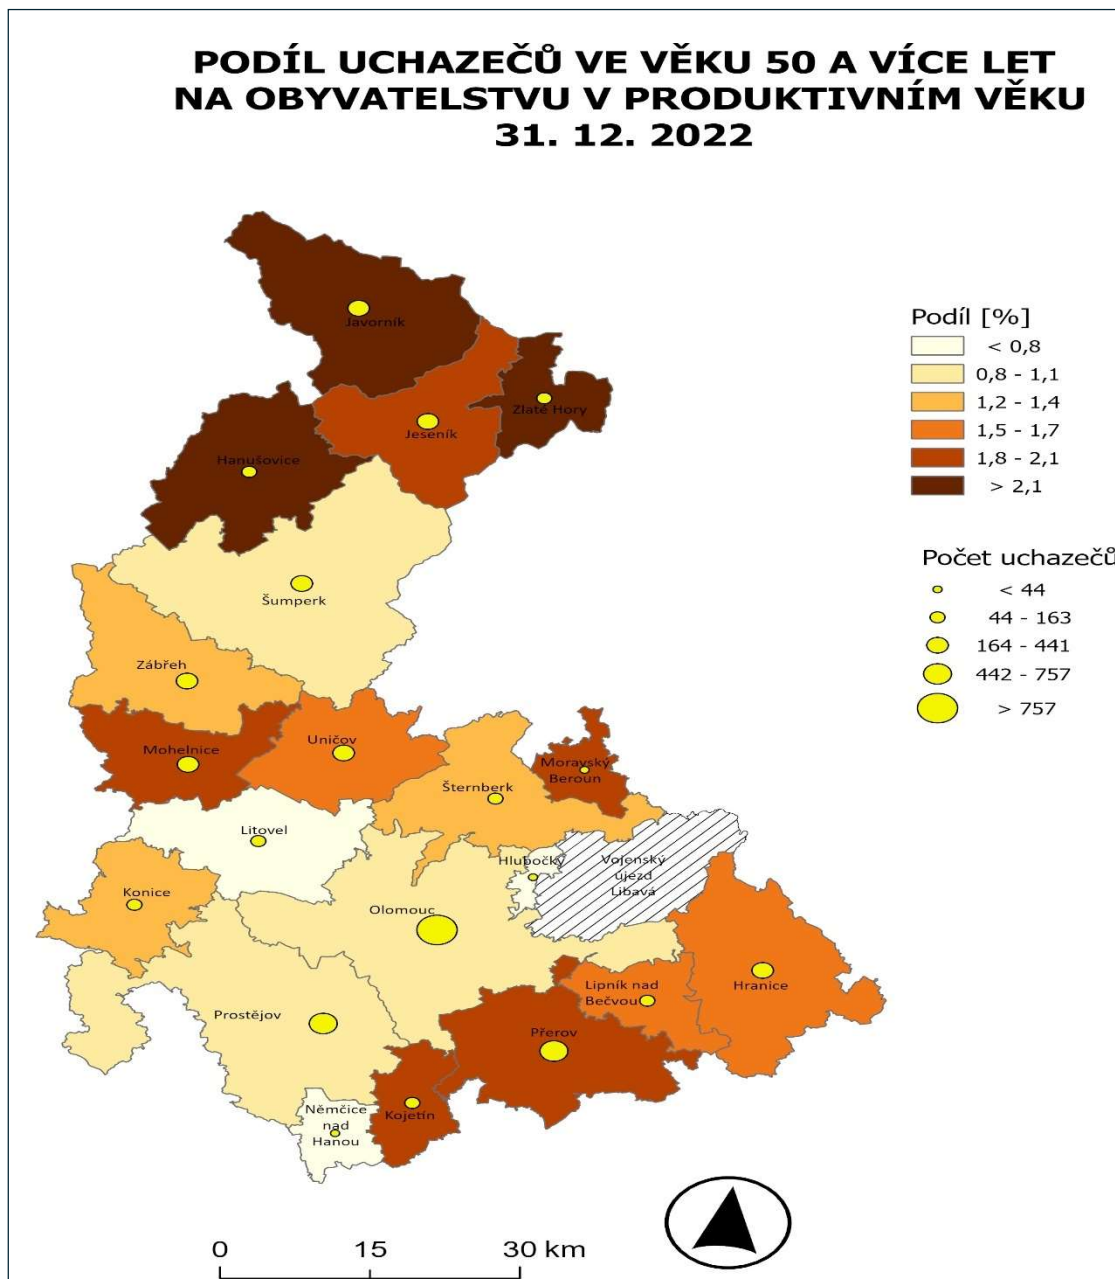 PODÍL UCHAZEČŮ VE VĚKU 50 A VÍCE LET
NA OBYVATELSTVU V PRODUKTIVNÍM VĚKU
31. 12. 2022
Javorník
Zlaté Hory
Jeseník
Hanušovice
Šumperk
Zábřeh
Uničov
Mohelnice
Moravský
Beroun
Šternberk
Litovel
Hlubočky
Vojenský
újezd
Libavá
Konice
Olomouc
Lipník nad
Bečvou
Hranice
Prostějov
Přerov
Němčice
nad
Hanou
Kojetín
Podíl [%]
< 0,8
0,8 - 1,1
1,2 - 1,4
1,5 - 1,7
1,8 - 2,1
> 2,1
Počet uchazečů
< 44
44 - 163
164 - 441
442 - 757
> 757
0 15 30 km